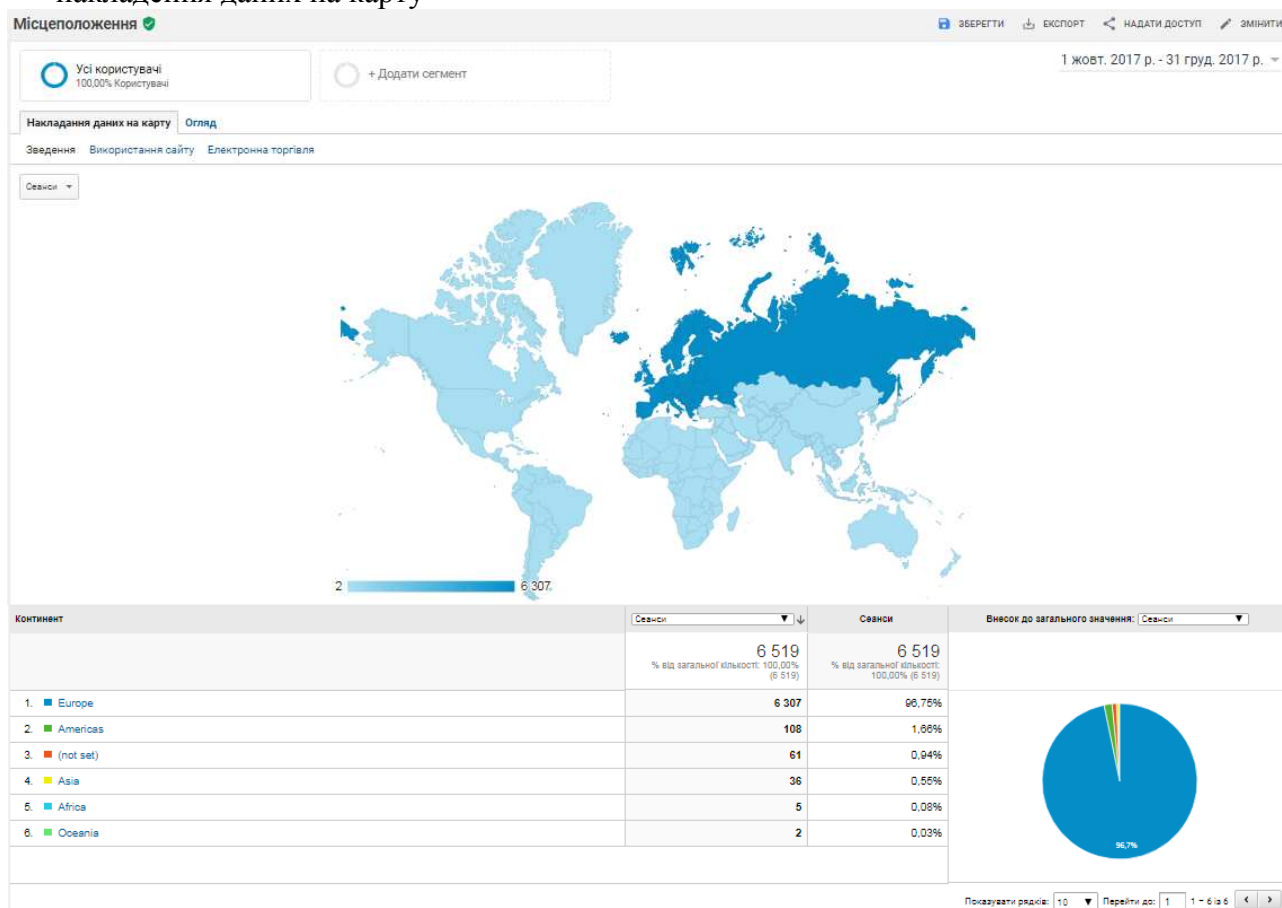 накладення даних на карту
Місцеположення
ЗБЕРЕГТИ ЕКСПОРТ НАДАТИ ДОСТУП ЗМІНИТИ
Усі користувачі
100,00% Користувачі
+ Додати сегмент
1 жовт. 2017 р. - 31 груд. 2017 р.
Накладання даних на карту Огляд
Зведення Використання сайту Електронна торгівля
Сеанси
2 6 307
Континент Сеанси Сеанси Внесок до загального значення: Сеанси
6 519 6 519
% від загальної кількості: 100,00% (6 519) % від загальної кількості: 100,00% (6 519)
1. Europe 6 307 96,75%
2. Americas 108 1,66%
3. (not set) 61 0,94%
4. Asia 36 0,55%
5. Africa 5 0,08%
6. Oceania 2 0,03%
96,7%
Показувати рядків: 10 Перейти до: 1 1 – 6 із 6